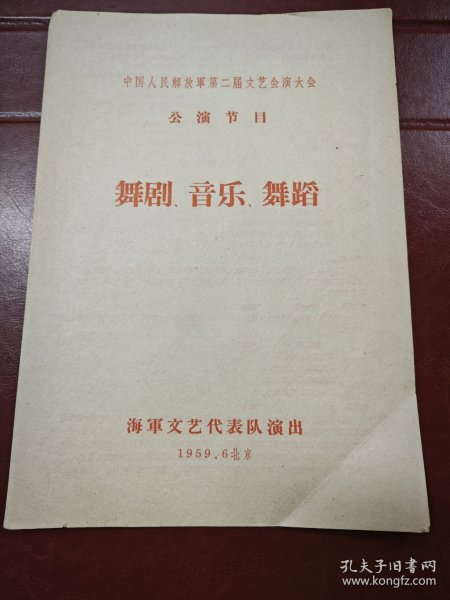 中国人民解放軍第二届文艺会演大会
公演节目
舞剧、音乐、舞蹈
海軍文艺代表队演出
1959.6北京
孔夫子旧书网
www.kongfz.com